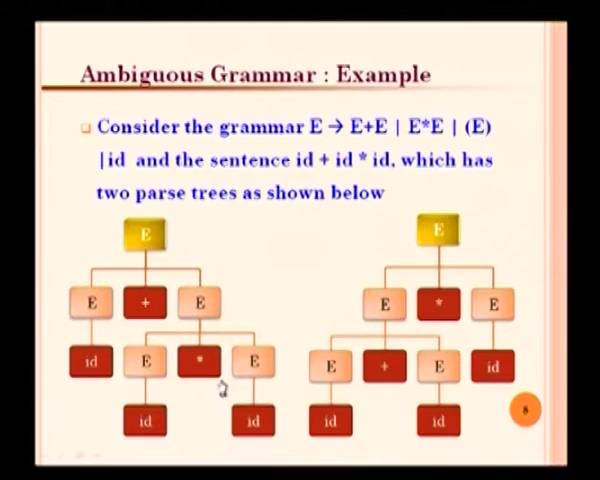 Ambiguous Grammar : Example
Consider the grammar E → E+E | E*E | (E)
|id and the sentence id + id * id, which has
two parse trees as shown below
E E
E + E E * E
id E * E E + E id
id id id id
8